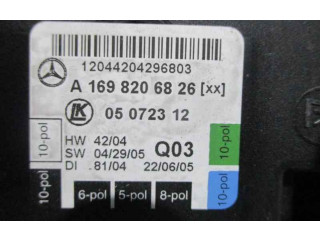 12044204296803
A 169 820 68 26 [xx]
LK 05 0723 12
HW 42/04 Q03
SW 04/29/05
DI 81/04 22/06/05
10-pol 10-pol
10-pol 10-pol
6-pol 5-pol 8-pol